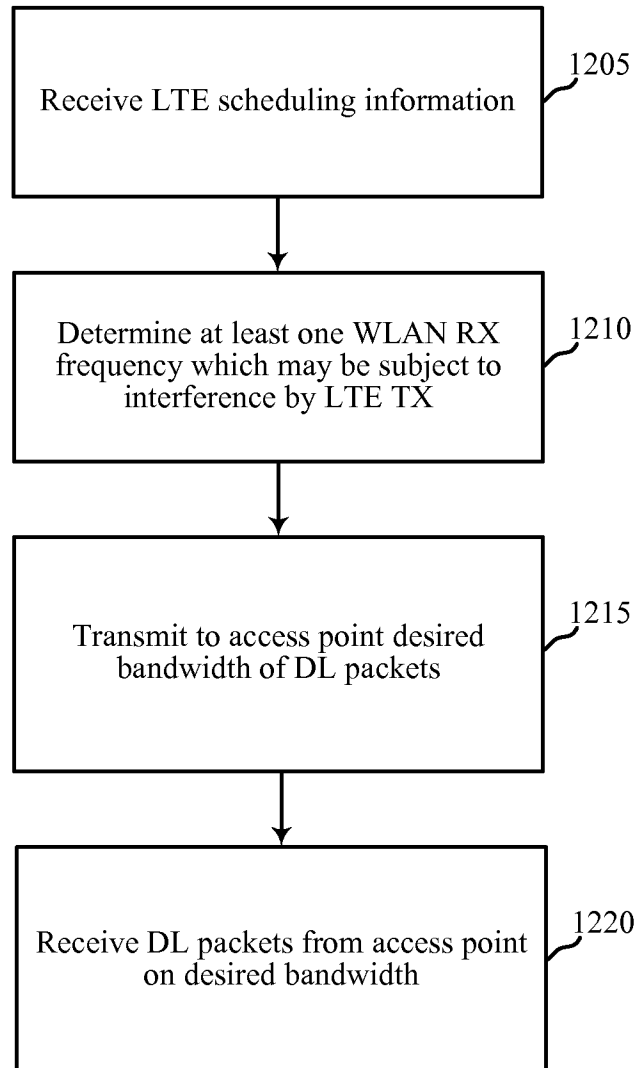 1205
Receive LTE scheduling information
1210
Determine at least one WLAN RX
frequency which may be subject to
interference by LTE TX
1215
Transmit to access point desired
bandwidth of DL packets
1220
Receive DL packets from access point
on desired bandwidth